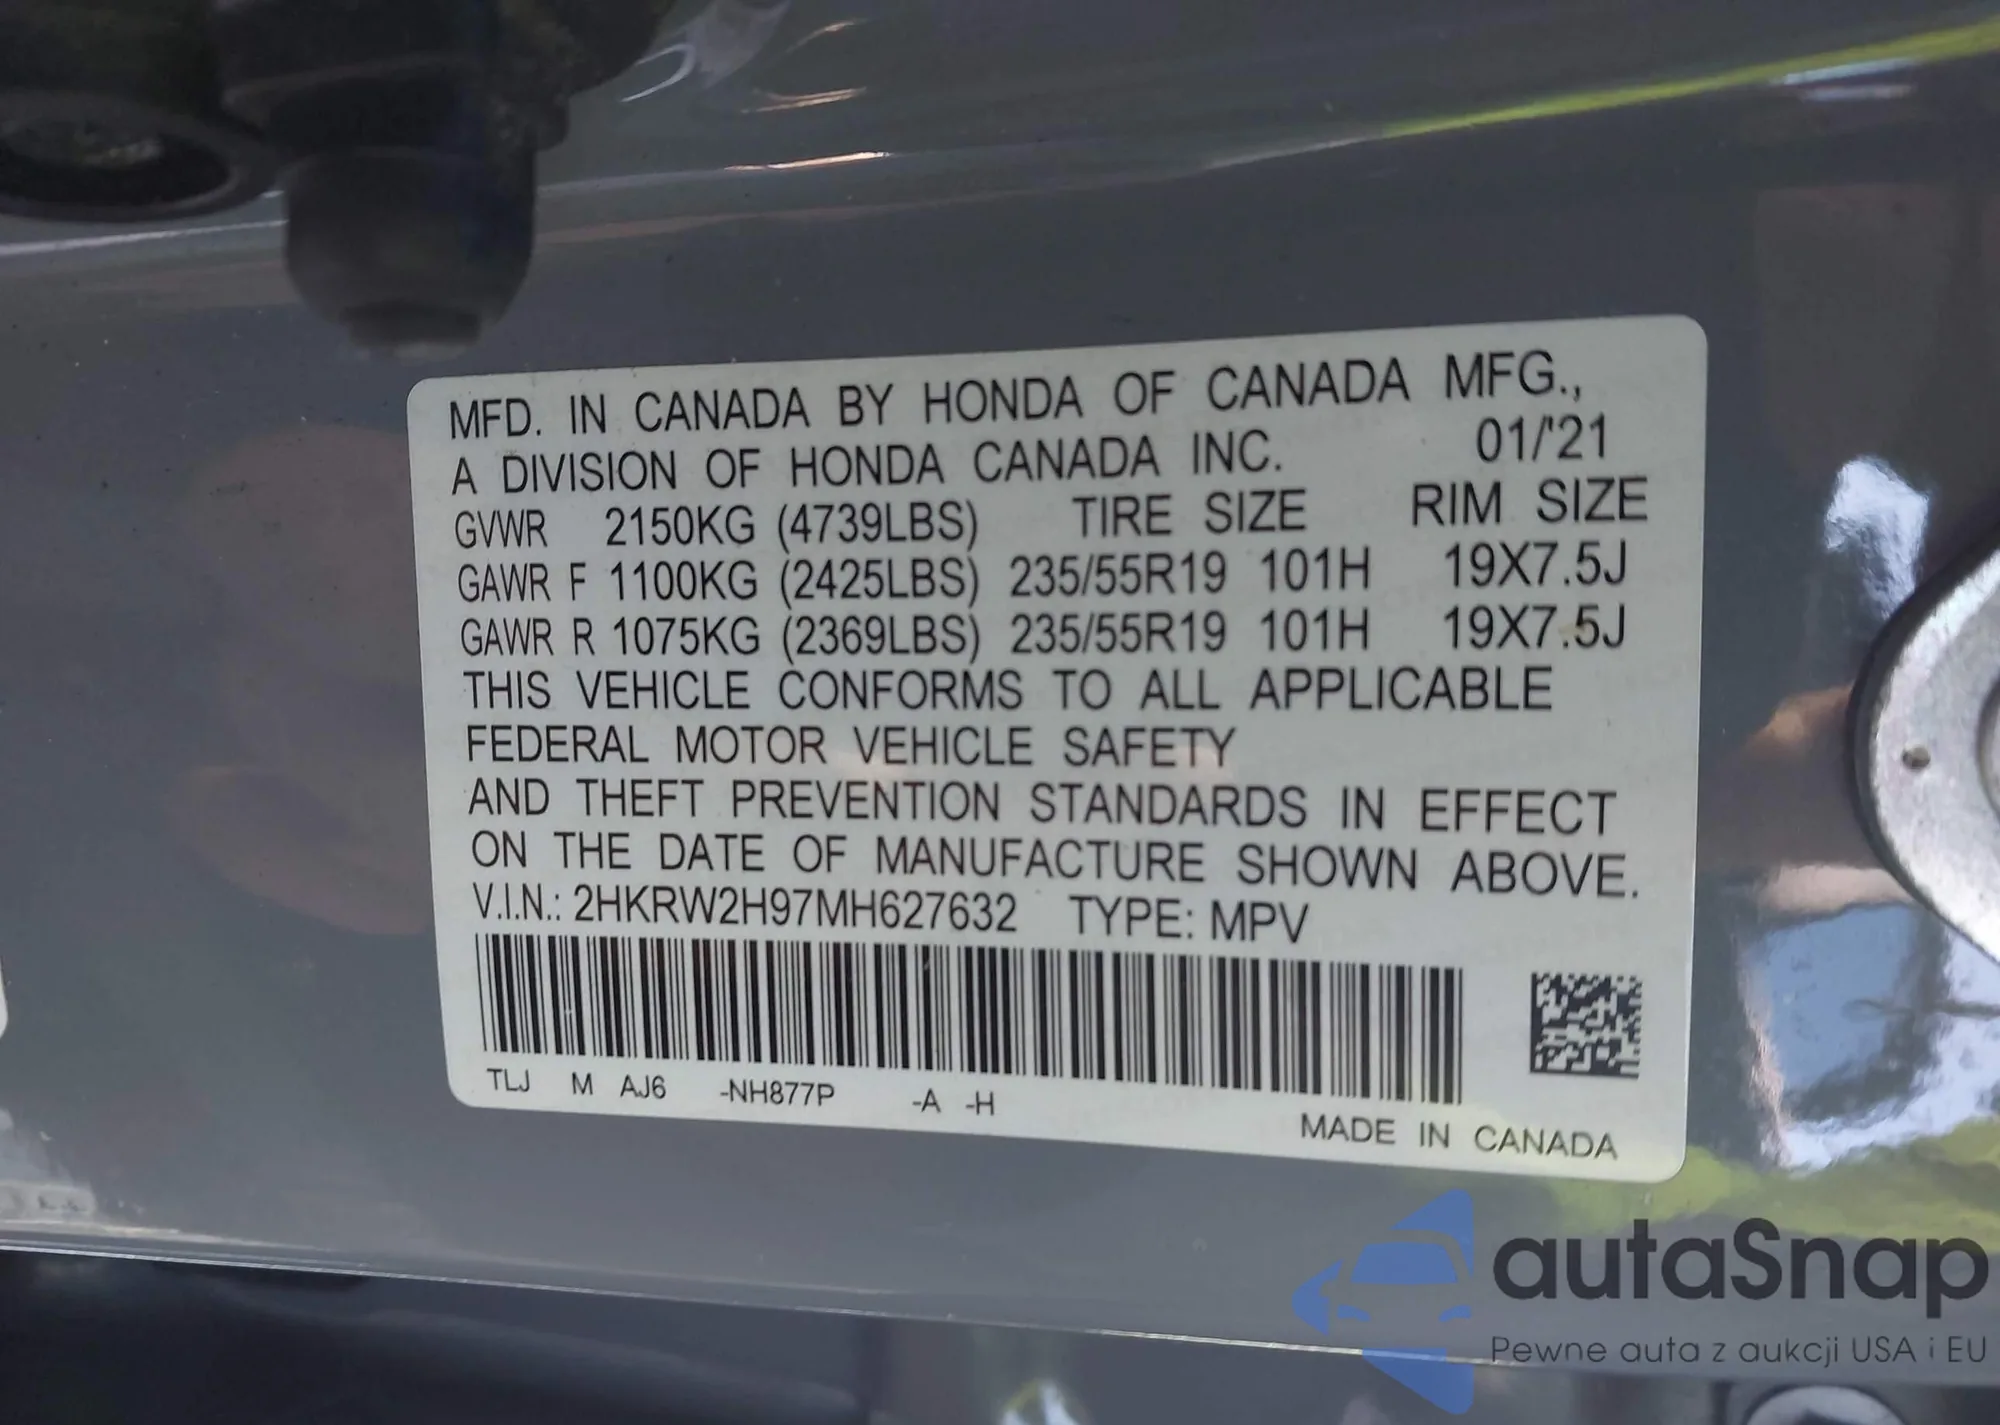 MFD. IN CANADA BY HONDA OF CANADA MFG.,
A DIVISION OF HONDA CANADA INC. 01/'21
GVWR 2150KG (4739LBS) TIRE SIZE RIM SIZE
GAWR F 1100KG (2425LBS) 235/55R19 101H 19X7.5J
GAWR R 1075KG (2369LBS) 235/55R19 101H 19X7.5J
THIS VEHICLE CONFORMS TO ALL APPLICABLE
FEDERAL MOTOR VEHICLE SAFETY
AND THEFT PREVENTION STANDARDS IN EFFECT
ON THE DATE OF MANUFACTURE SHOWN ABOVE.
V.I.N.: 2HKRW2H97MH627632 TYPE: MPV
TLJ M AJ6 -NH877P -A -H
MADE IN CANADA
autaSnap
Pewne auta z aukcji USA i EU